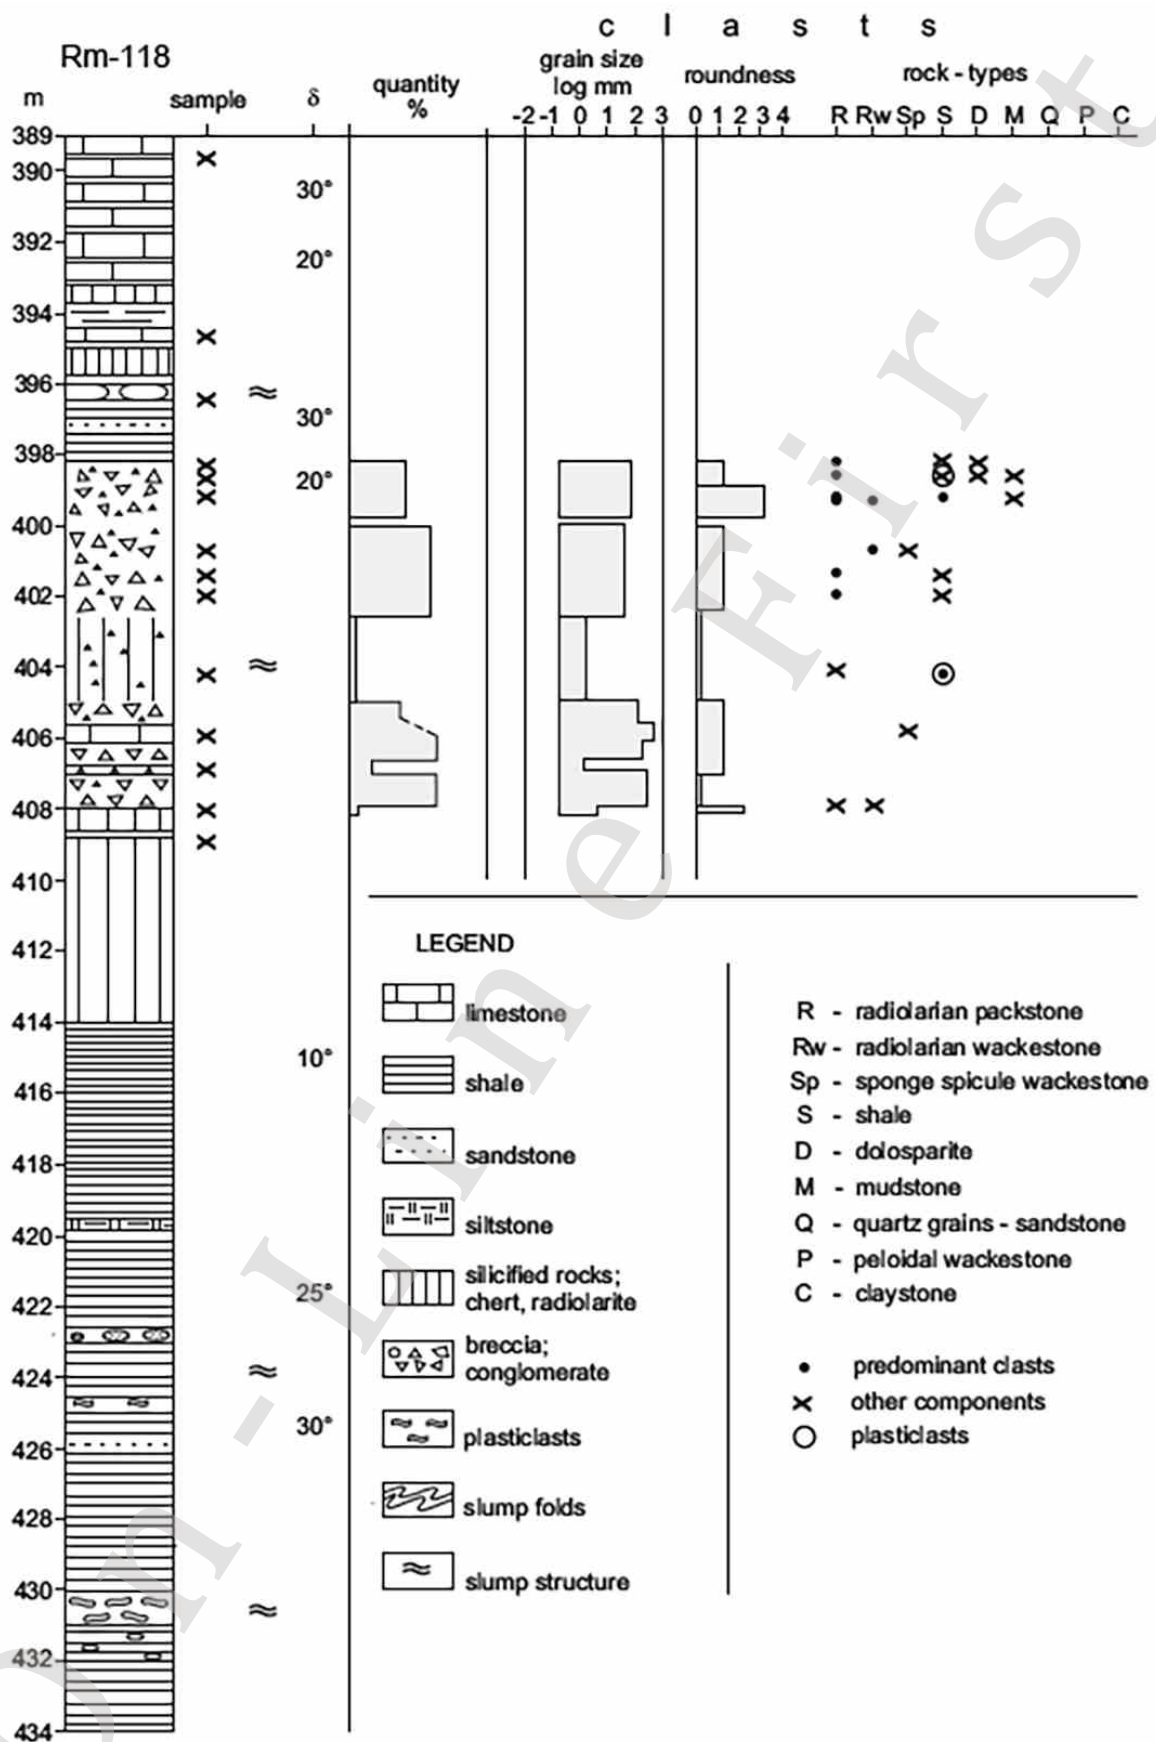 c l a s t s
Rm-118
grain size
log mm
roundness
rock - types
quantity
%
m
sample
δ
-2 -1 0 1 2 3
0 1 2 3 4
R Rw Sp S D M Q P C
389
390
30°
392
20°
394
396
30°
398
20°
400
402
404
406
408
410
412
414
10°
416
418
420
25°
422
424
30°
426
428
430
432
434
LEGEND
limestone
shale
sandstone
siltstone
silicified rocks;
chert, radiolarite
breccia;
conglomerate
plasticlasts
slump folds
slump structure
R - radiolarian packstone
Rw - radiolarian wackestone
Sp - sponge spicule wackestone
S - shale
D - dolosparite
M - mudstone
Q - quartz grains - sandstone
P - peloidal wackestone
C - claystone
predominant clasts
other components
plasticlasts
On - Line First